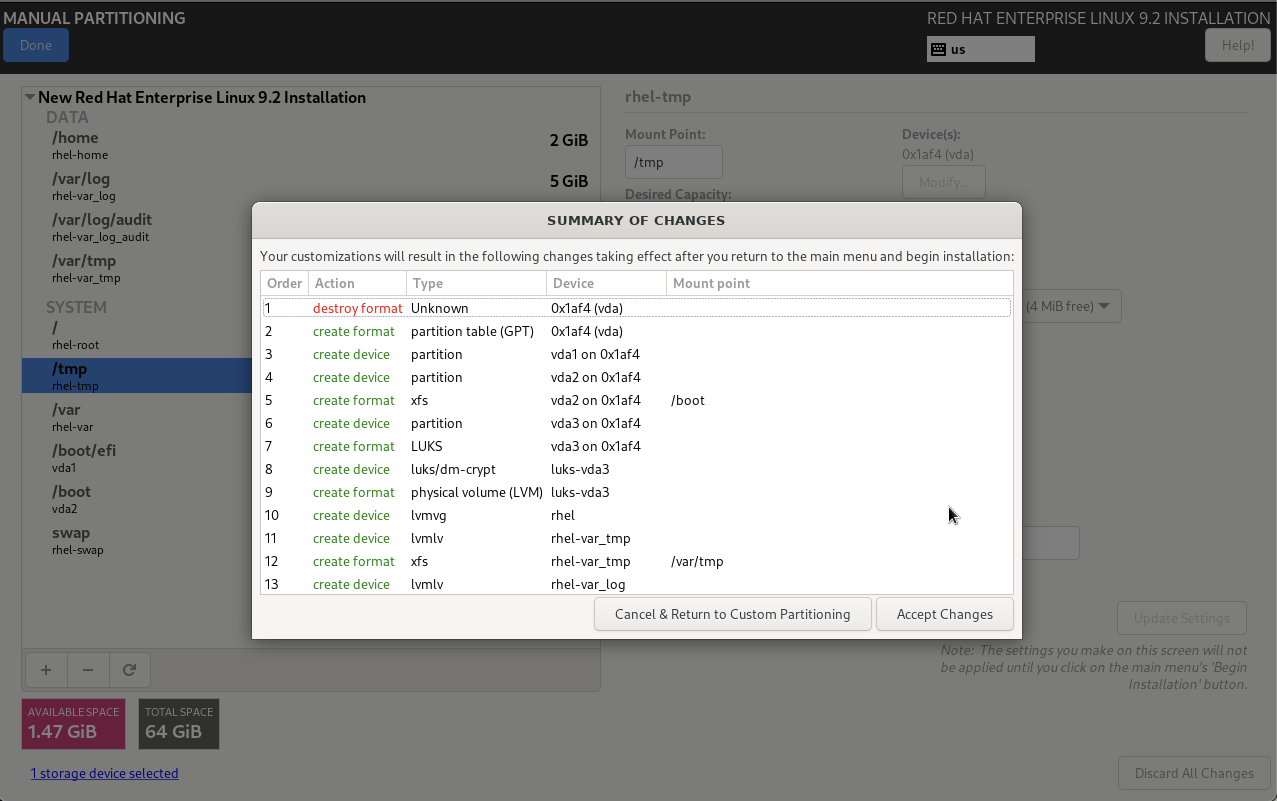 MANUAL PARTITIONING
RED HAT ENTERPRISE LINUX 9.2 INSTALLATION
Done
us
Help!
New Red Hat Enterprise Linux 9.2 Installation
DATA
/home
rhel-home
2 GiB
/var/log
rhel-var_log
5 GiB
/var/log/audit
rhel-var_log_audit
/var/tmp
rhel-var_tmp
SYSTEM
/
rhel-root
/tmp
rhel-tmp
/var
rhel-var
/boot/efi
vda1
/boot
vda2
swap
rhel-swap
AVAILABLE SPACE
1.47 GiB
TOTAL SPACE
64 GiB
1 storage device selected
rhel-tmp
Mount Point:
/tmp
Desired Capacity:
Device(s):
0x1af4 (vda)
Modify...
(4 MiB free)
SUMMARY OF CHANGES
Your customizations will result in the following changes taking effect after you return to the main menu and begin installation:
Order Action Type Device Mount point
1 destroy format Unknown 0x1af4 (vda)
2 create format partition table (GPT) 0x1af4 (vda)
3 create device partition vda1 on 0x1af4
4 create device partition vda2 on 0x1af4
5 create format xfs vda2 on 0x1af4 /boot
6 create device partition vda3 on 0x1af4
7 create format LUKS vda3 on 0x1af4
8 create device luks/dm-crypt luks-vda3
9 create format physical volume (LVM) luks-vda3
10 create device lvmvg rhel
11 create device lvmlv rhel-var_tmp
12 create format xfs rhel-var_tmp /var/tmp
13 create device lvmlv rhel-var_log
Cancel & Return to Custom Partitioning
Accept Changes
Update Settings
Note: The settings you make on this screen will not
be applied until you click on the main menu's 'Begin
Installation' button.
Discard All Changes